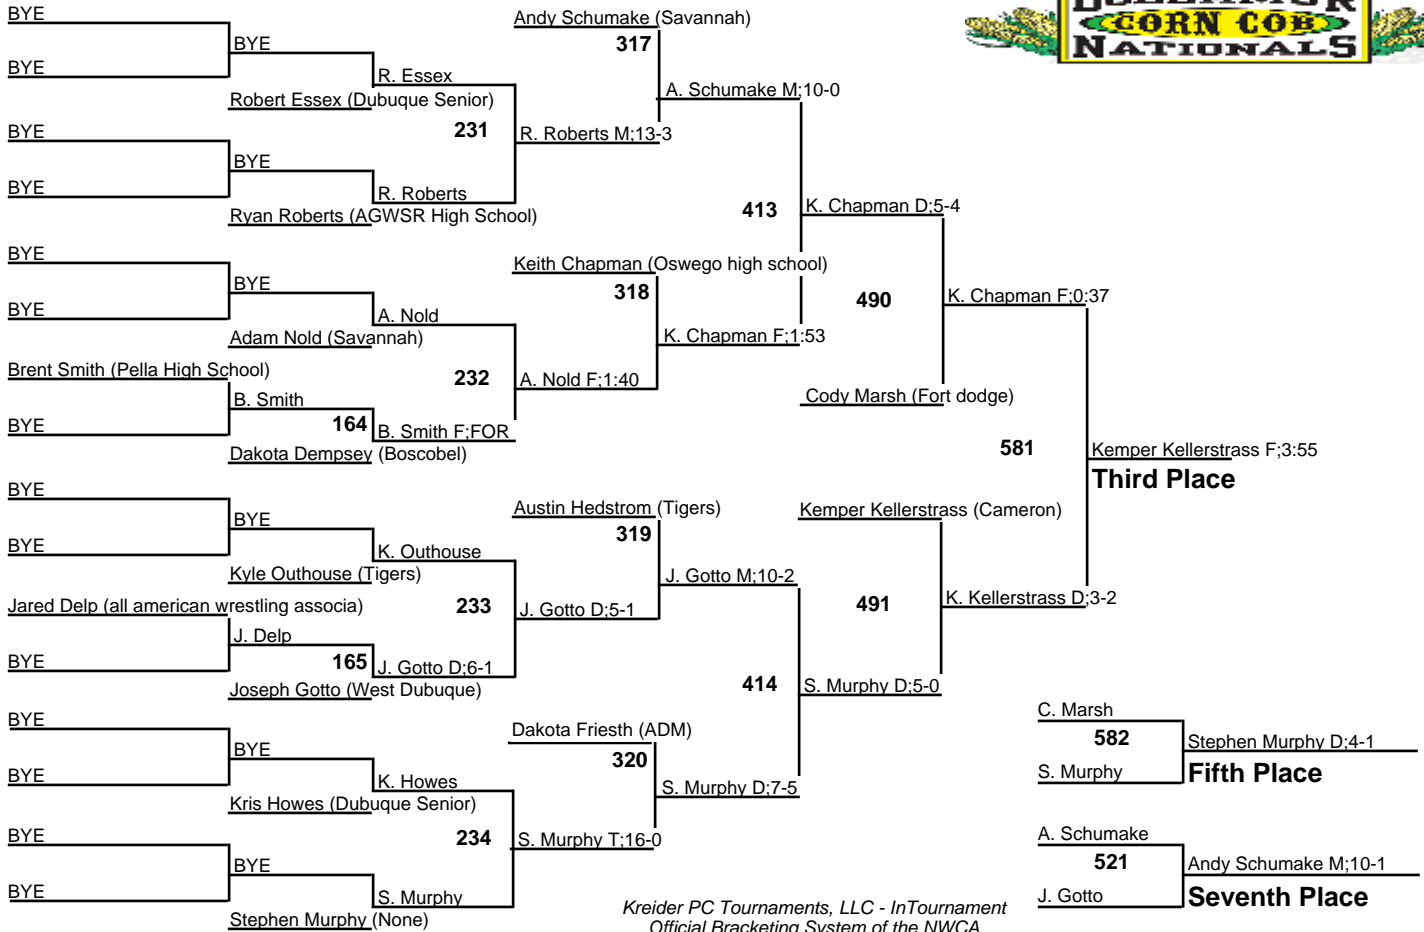 BYE
Andy Schumake (Savannah)
CORN COB
NATIONALS
BYE
317
BYE
R. Essex
Robert Essex (Dubuque Senior)
A. Schumake M;10-0
BYE
231
R. Roberts M;13-3
BYE
BYE
R. Roberts
Ryan Roberts (AGWSR High School)
413
K. Chapman D;5-4
BYE
Keith Chapman (Oswego high school)
BYE
318
490
K. Chapman F;0:37
BYE
A. Nold
Adam Nold (Savannah)
K. Chapman F;1:53
Brent Smith (Pella High School)
232
A. Nold F;1:40
B. Smith
Cody Marsh (Fort dodge)
BYE
164
B. Smith F;FOR
Dakota Dempsey (Boscobel)
581
Kemper Kellerstrass F;3:55
Third Place
BYE
Austin Hedstrom (Tigers)
Kemper Kellerstrass (Cameron)
BYE
319
BYE
K. Outhouse
Kyle Outhouse (Tigers)
J. Gotto M;10-2
Jared Delp (all american wrestling associa)
233
J. Gotto D;5-1
491
K. Kellerstrass D;3-2
J. Delp
BYE
165
J. Gotto D;6-1
Joseph Gotto (West Dubuque)
414
S. Murphy D;5-0
BYE
Dakota Friesth (ADM)
C. Marsh
BYE
320
582
Stephen Murphy D;4-1
BYE
K. Howes
S. Murphy
Fifth Place
Kris Howes (Dubuque Senior)
S. Murphy D;7-5
BYE
234
S. Murphy T;16-0
A. Schumake
BYE
521
Andy Schumake M;10-1
BYE
S. Murphy
J. Gotto
Seventh Place
Stephen Murphy (None)
Kreider PC Tournaments, LLC - InTournament
Official Bracketing System of the NWCA